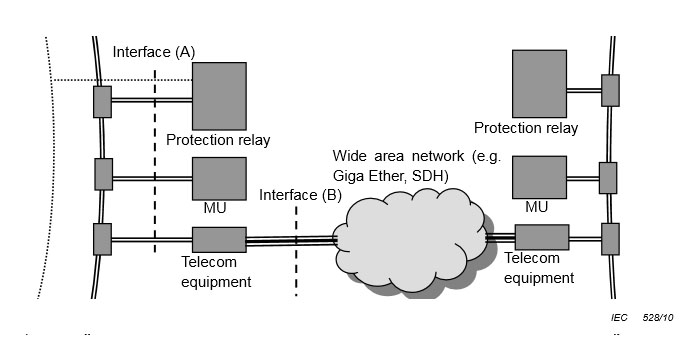 Interface (A)
Protection relay
MU
Interface (B)
Telecom
equipment
Wide area network (e.g.
Giga Ether, SDH)
Protection relay
MU
Telecom
equipment
IEC 528/10